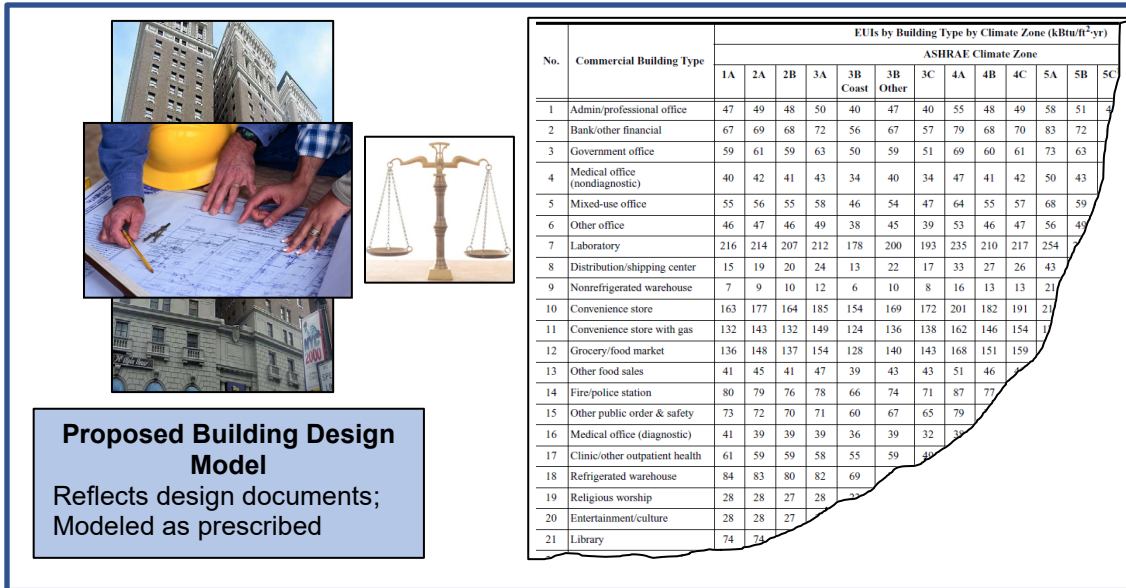 Proposed Building Design
Model
Reflects design documents;
Modeled as prescribed
EUIs by Building Type by Climate Zone (kBtu/ft²·yr)
No. Commercial Building Type ASHRAE Climate Zone
1A 2A 2B 3A 3B Coast 3B Other 3C 4A 4B 4C 5A 5B 5C
1 Admin/professional office 47 49 48 50 40 47 40 55 48 49 58 51
2 Bank/other financial 67 69 68 72 56 67 57 79 68 70 83 72
3 Government office 59 61 59 63 50 59 51 69 60 61 73 63
4 Medical office (nondiagnostic) 40 42 41 43 34 40 34 47 41 42 50 43
5 Mixed-use office 55 56 55 58 46 54 47 64 55 57 68 59
6 Other office 46 47 46 49 38 45 39 53 46 47 56 49
7 Laboratory 216 214 207 212 178 200 193 235 210 217 254
8 Distribution/shipping center 15 19 20 24 13 22 17 33 27 26 43
9 Nonrefrigerated warehouse 7 9 10 12 6 10 8 16 13 13 21
10 Convenience store 163 177 164 185 154 169 172 201 182 191
11 Convenience store with gas 132 143 132 149 124 136 138 162 146 154
12 Grocery/food market 136 148 137 154 128 140 143 168 151 159
13 Other food sales 41 45 41 47 39 43 43 51 46
14 Fire/police station 80 79 76 78 66 74 71 87 77
15 Other public order & safety 73 72 70 71 60 67 65 79
16 Medical office (diagnostic) 41 39 39 39 36 39 32 38
17 Clinic/other outpatient health 61 59 59 58 55 59 49
18 Refrigerated warehouse 84 83 80 82 69
19 Religious worship 28 28 27 28
20 Entertainment/culture 28 28 27
21 Library 74 74
2000